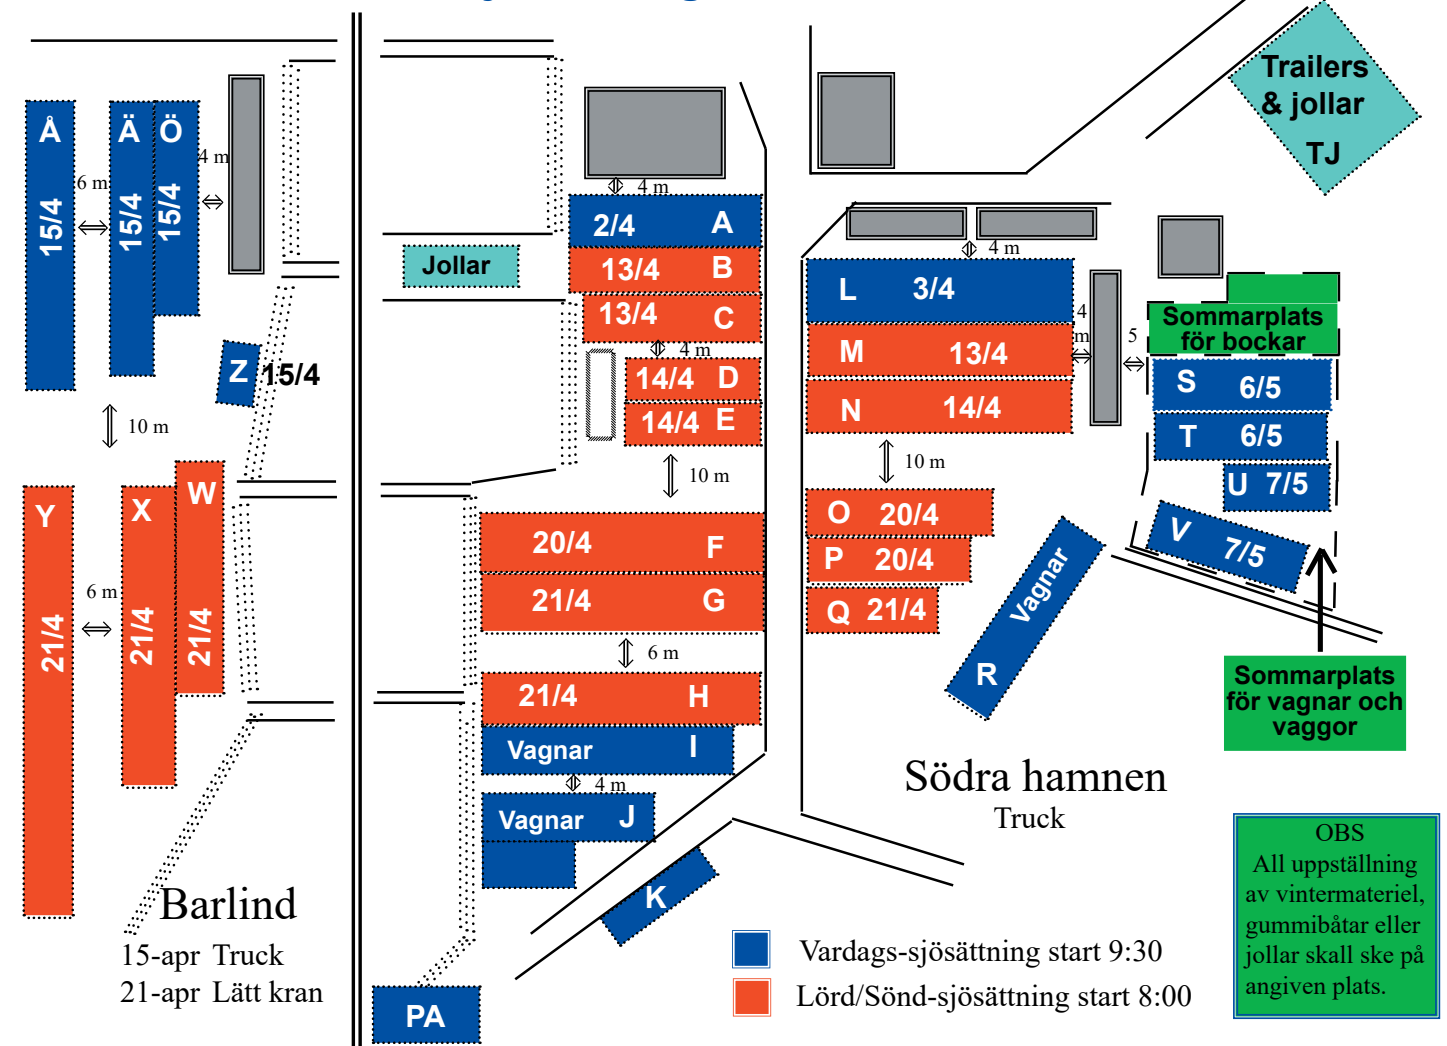 Trailers
& jollar
TJ
Å
15/4
Ä
15/4
Ö
15/4
4 m
6 m
Z 15/4
10 m
Y
21/4
X
21/4
W
21/4
6 m
Barlind
15-apr Truck
21-apr Lätt kran
4 m
2/4 A
Jollar
13/4 B
13/4 C
4 m
14/4 D
14/4 E
10 m
20/4 F
21/4 G
6 m
21/4 H
Vagnar I
4 m
Vagnar J
K
PA
4 m
L 3/4
M 13/4
N 14/4
4
m
5
10 m
O 20/4
P 20/4
Q 21/4
R Vagnar
Sommarplats
för bockar
S 6/5
T 6/5
U 7/5
V 7/5
Sommarplats
för vagnar och
vaggor
Södra hamnen
Truck
Vardags-sjösättning start 9:30
Lörd/Sönd-sjösättning start 8:00
OBS
All uppställning
av vintermateriel,
gummibåtar eller
jollar skall ske på
angiven plats.